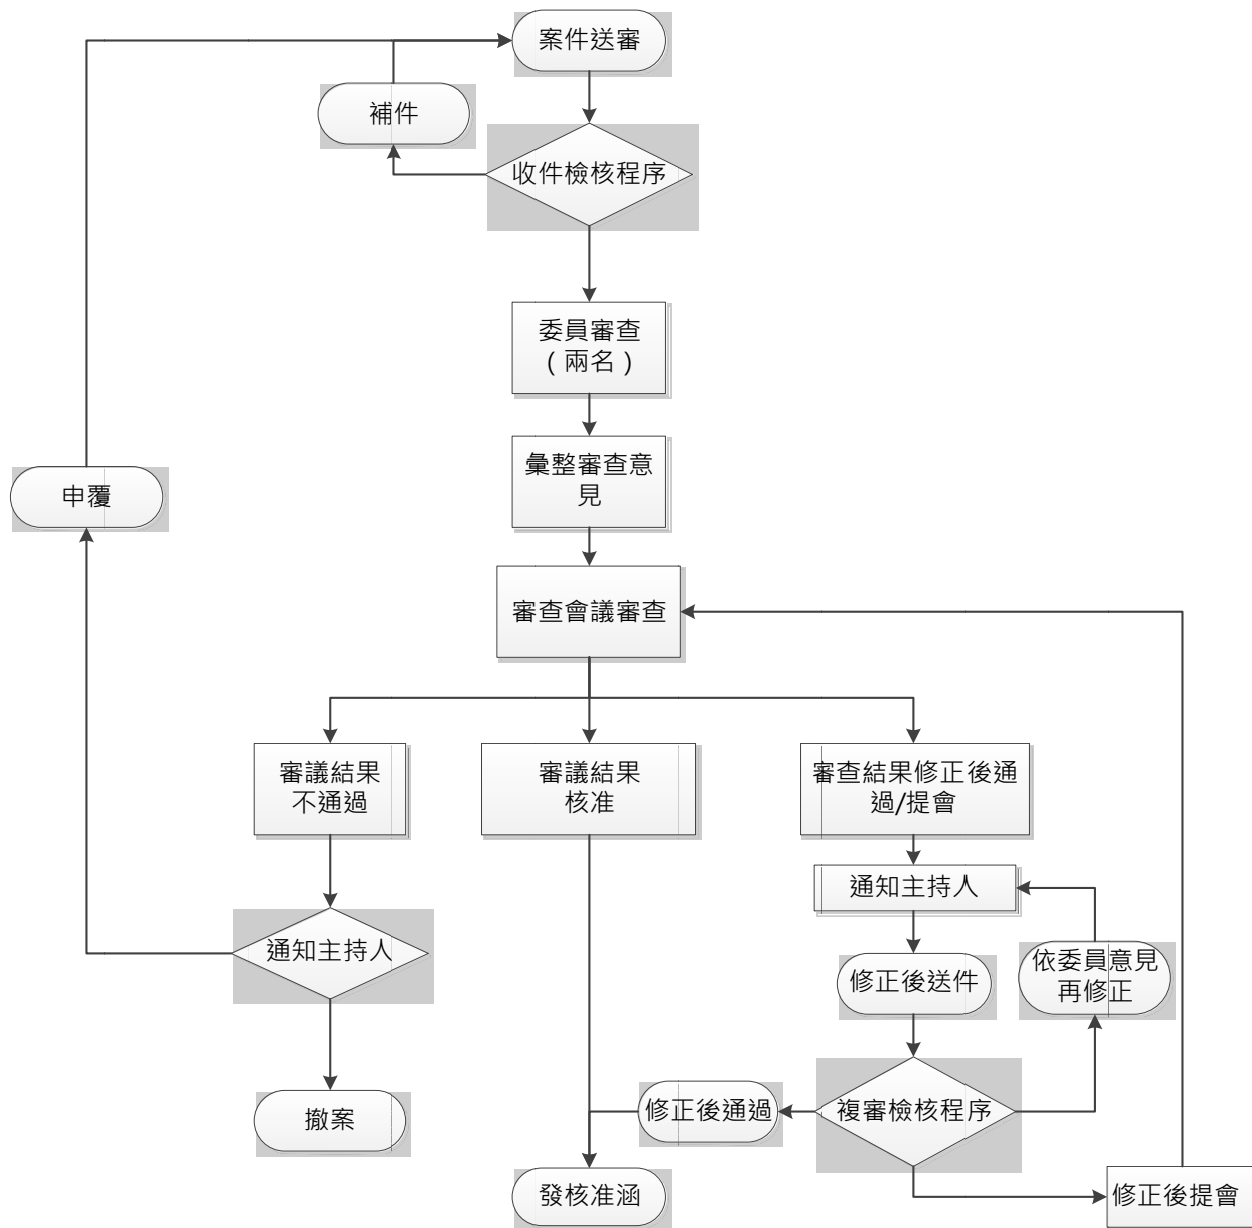 案件送審
補件
收件檢核程序
委員審查
（兩名）
彙整審查意
見
申覆
審查會議審查
審議結果
不通過
審議結果
核准
審查結果修正後通
過/提會
通知主持人
通知主持人
修正後送件
依委員意見
再修正
撤案
修正後通過
複審檢核程序
發核准涵
修正後提會